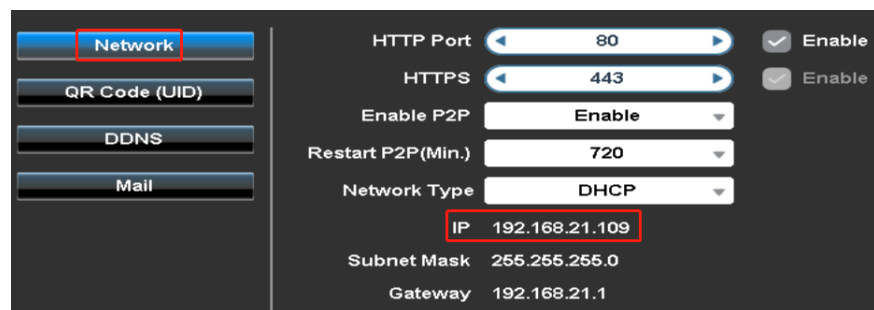 Network
QR Code (UID)
DDNS
Mail
HTTP Port 80 Enable
HTTPS 443 Enable
Enable P2P Enable
Restart P2P(Min.) 720
Network Type DHCP
IP 192.168.21.109
Subnet Mask 255.255.255.0
Gateway 192.168.21.1